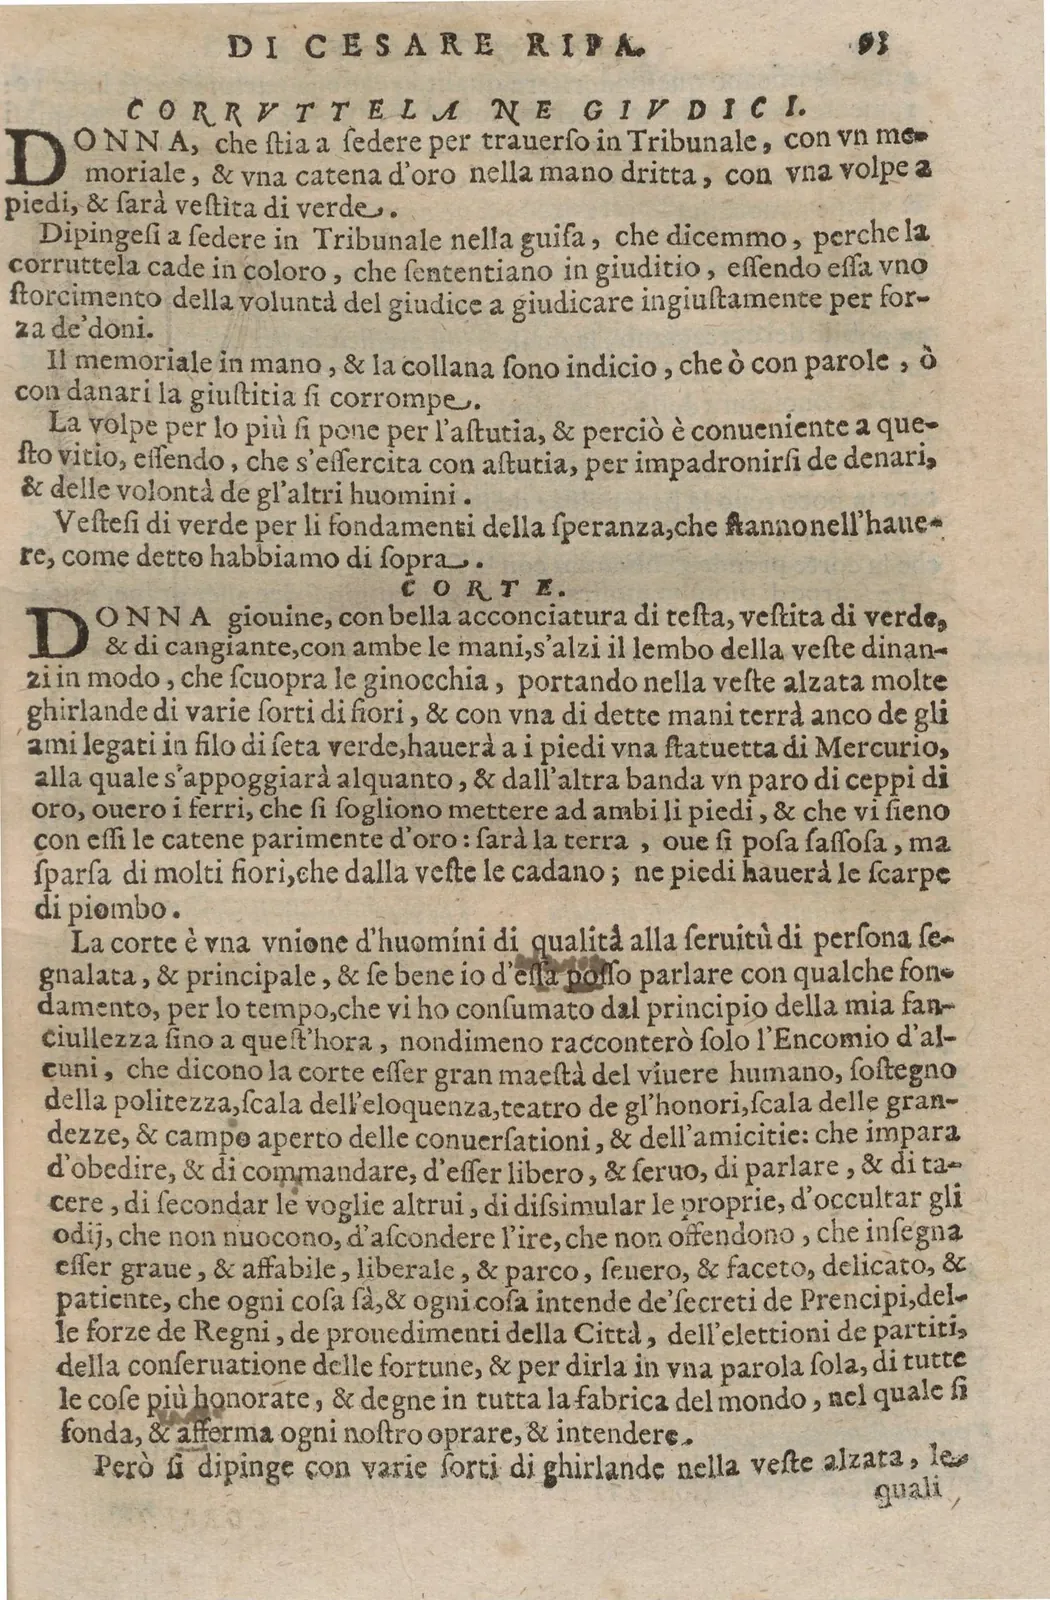 DI CESARE RIPA. 93
CORRVTTELA NE GIVDICI.
DONNA, che ſtia a ſedere per trauerſo in Tribunale, con vn me-
moriale, & vna catena d'oro nella mano dritta, con vna volpe a
piedi, & ſarà veſtita di verde.
Dipingeſi a ſedere in Tribunale nella guiſa, che dicemmo, perche la
corruttela cade in coloro, che ſententiano in giuditio, eſſendo eſſa vno
ſtorcimento della voluntà del giudice a giudicare ingiuſtamente per for-
za de'doni.
Il memoriale in mano, & la collana ſono indicio, che ò con parole, ò
con danari la giuſtitia ſi corrompe.
La volpe per lo più ſi pone per l'aſtutia, & perciò è conueniente a que-
ſto vitio, eſſendo, che s'eſſercita con aſtutia, per impadronirſi de denari,
& delle volontà de gl'altri huomini.
Veſteſi di verde per li fondamenti della ſperanza, che ſtanno nell'haue-
re, come detto habbiamo di ſopra.
CORTE.
DONNA giouine, con bella acconciatura di teſta, veſtita di verde,
& di cangiante, con ambe le mani, s'alzi il lembo della veſte dinan-
zi in modo, che ſcuopra le ginocchia, portando nella veſte alzata molte
ghirlande di varie ſorti di fiori, & con vna di dette mani terrà anco de gli
ami legati in filo di ſeta verde, hauerà a i piedi vna ſtatuetta di Mercurio,
alla quale s'appoggiarà alquanto, & dall'altra banda vn paro di ceppi di
oro, ouero i ferri, che ſi ſogliono mettere ad ambi li piedi, & che vi ſieno
con eſſi le catene parimente d'oro: ſarà la terra, oue ſi poſa ſaſſoſa, ma
ſparſa di molti fiori, che dalla veſte le cadano; ne piedi hauerà le ſcarpe
di piombo.
La corte è vna vnione d'huomini di qualità alla ſeruitù di perſona ſe-
gnalata, & principale, & ſe bene io d'eſſa poſſo parlare con qualche fon-
damento, per lo tempo, che vi ho conſumato dal principio della mia fan-
ciullezza ſino a queſt'hora, nondimeno racconterò ſolo l'Encomio d'al-
cuni, che dicono la corte eſſer gran maeſtà del viuere humano, ſoſtegno
della politezza, ſcala dell'eloquenza, teatro de gl'honori, ſcala delle gran-
dezze, & campo aperto delle conuerſationi, & dell'amicitie: che impara
d'obedire, & di commandare, d'eſſer libero, & ſeruo, di parlare, & di ta-
cere, di ſecondar le voglie altrui, di diſsimular le proprie, d'occultar gli
odij, che non nuocono, d'aſcondere l'ire, che non offendono, che inſegna
eſſer graue, & affabile, liberale, & parco, ſeuero, & faceto, delicato, &
patiente, che ogni coſa ſà, & ogni coſa intende de'ſecreti de Prencipi, del-
le forze de Regni, de prouedimenti della Città, dell'elettioni de partiti,
della conſeruatione delle fortune, & per dirla in vna parola ſola, di tutte
le coſe più honorate, & degne in tutta la fabrica del mondo, nel quale ſi
fonda, & afferma ogni noſtro oprare, & intendere.
Però ſi dipinge con varie ſorti di ghirlande nella veſte alzata, le
quali